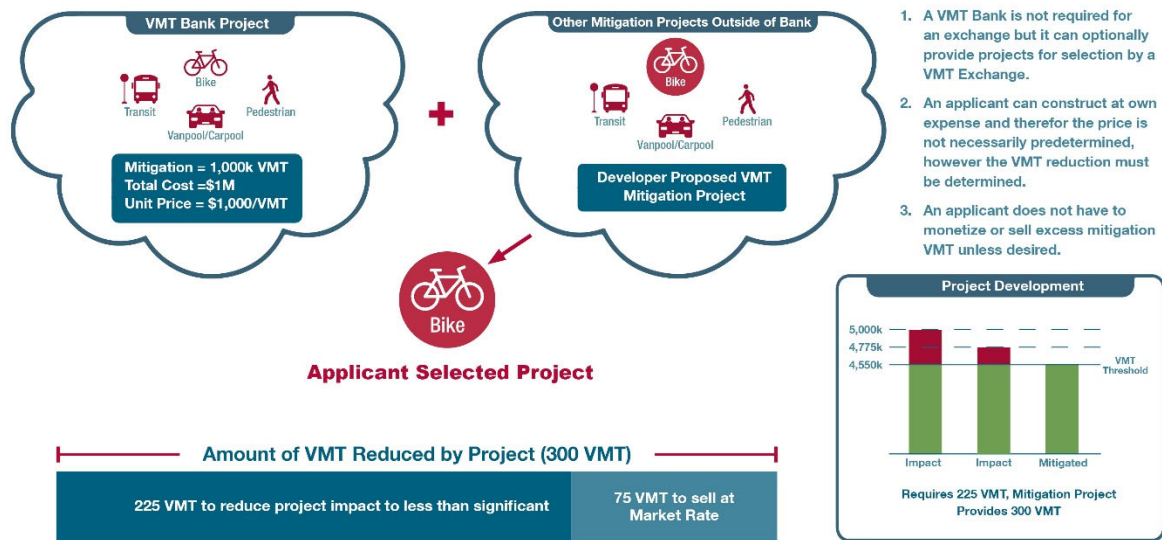 VMT Bank Project
Bike
Transit
Pedestrian
Vanpool/Carpool
Mitigation = 1,000k VMT
Total Cost =$1M
Unit Price = $1,000/VMT
+
Other Mitigation Projects Outside of Bank
Bike
Transit
Pedestrian
Vanpool/Carpool
Developer Proposed VMT
Mitigation Project
1. A VMT Bank is not required for
an exchange but it can optionally
provide projects for selection by a
VMT Exchange.
2. An applicant can construct at own
expense and therefor the price is
not necessarily predetermined,
however the VMT reduction must
be determined.
3. An applicant does not have to
monetize or sell excess mitigation
VMT unless desired.
Bike
Applicant Selected Project
Project Development
5,000k
4,775k
4,550k
VMT
Threshold
Impact Impact Mitigated
Requires 225 VMT, Mitigation Project
Provides 300 VMT
Amount of VMT Reduced by Project (300 VMT)
225 VMT to reduce project impact to less than significant
75 VMT to sell at
Market Rate